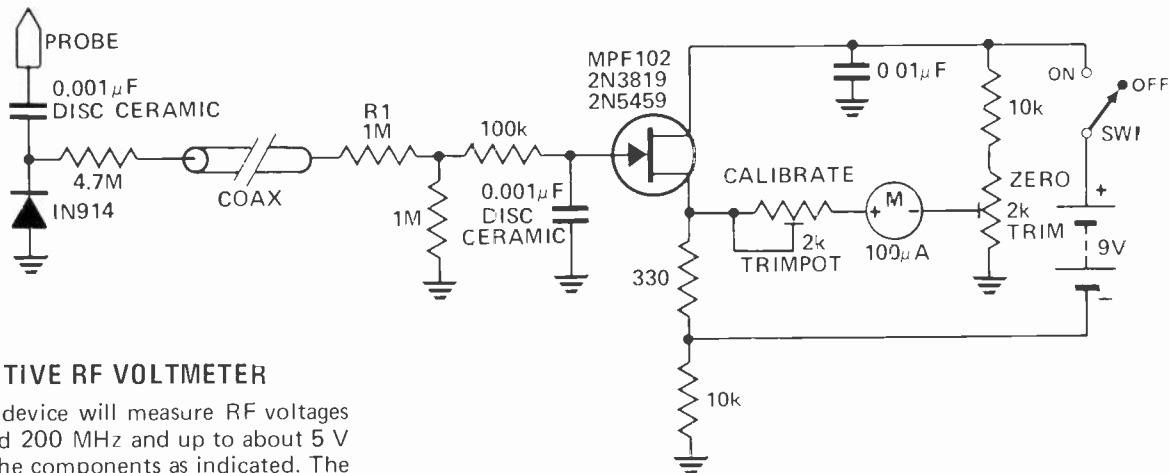 PROBE
0.001µF
DISC CERAMIC
4.7M
IN914
COAX
R1
1M
1M
100k
0.001µF
DISC
CERAMIC
MPF102
2N3819
2N5459
CALIBRATE
2k
TRIMPOT
330
10k
M
+ -
100µA
0 01µF
10k
ZERO
2k
TRIM
ON
OFF
SWI
+
9V
-
TIVE RF VOLTMETER
device will measure RF voltages
d 200 MHz and up to about 5 V
he components as indicated. The